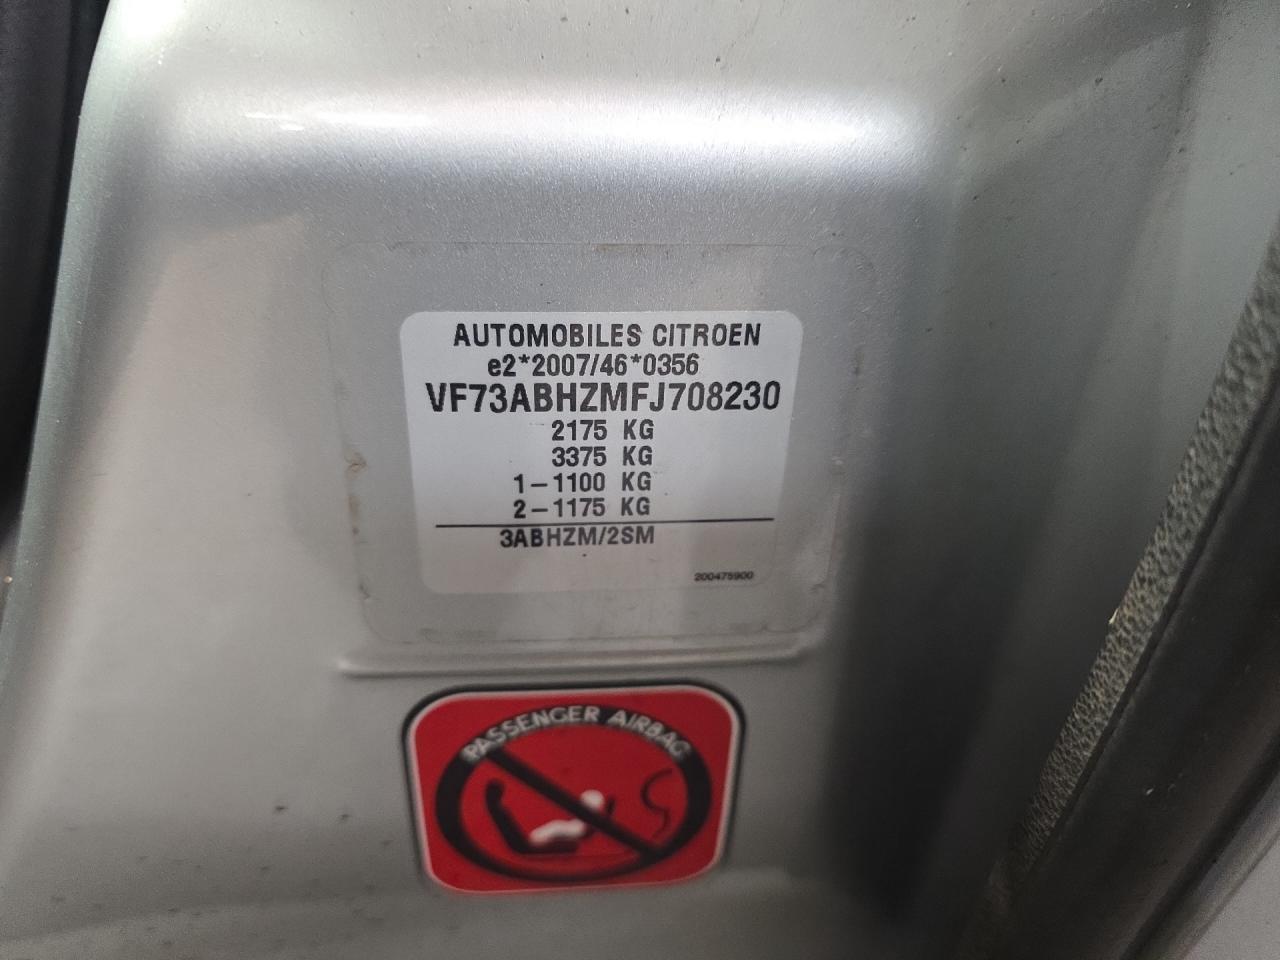 AUTOMOBILES CITROEN
e2*2007/46*0356
VF73ABHZMFJ708230
2175 KG
3375 KG
1-1100 KG
2-1175 KG
3ABHZM/2SM
200475900
PASSENGER AIRBAG